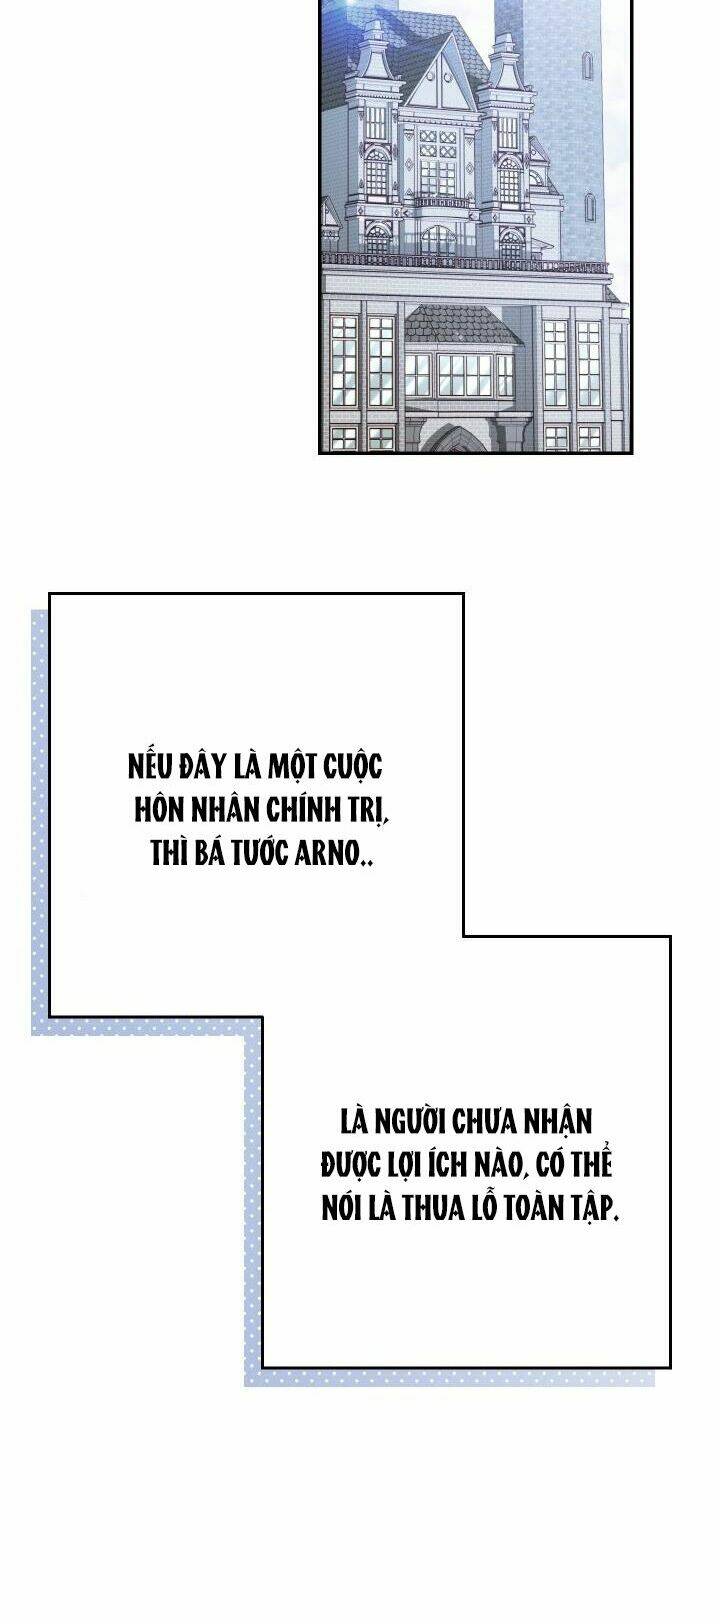 NẾU ĐÂY LÀ MỘT CUỘC
HÔN NHÂN CHÍNH TRỊ,
THÌ BÁ TƯỚC ARNO..
LÀ NGƯỜI CHƯA NHẬN
ĐƯỢC LỢI ÍCH NÀO, CÓ THỂ
NÓI LÀ THUA LỖ TOÀN TẬP.